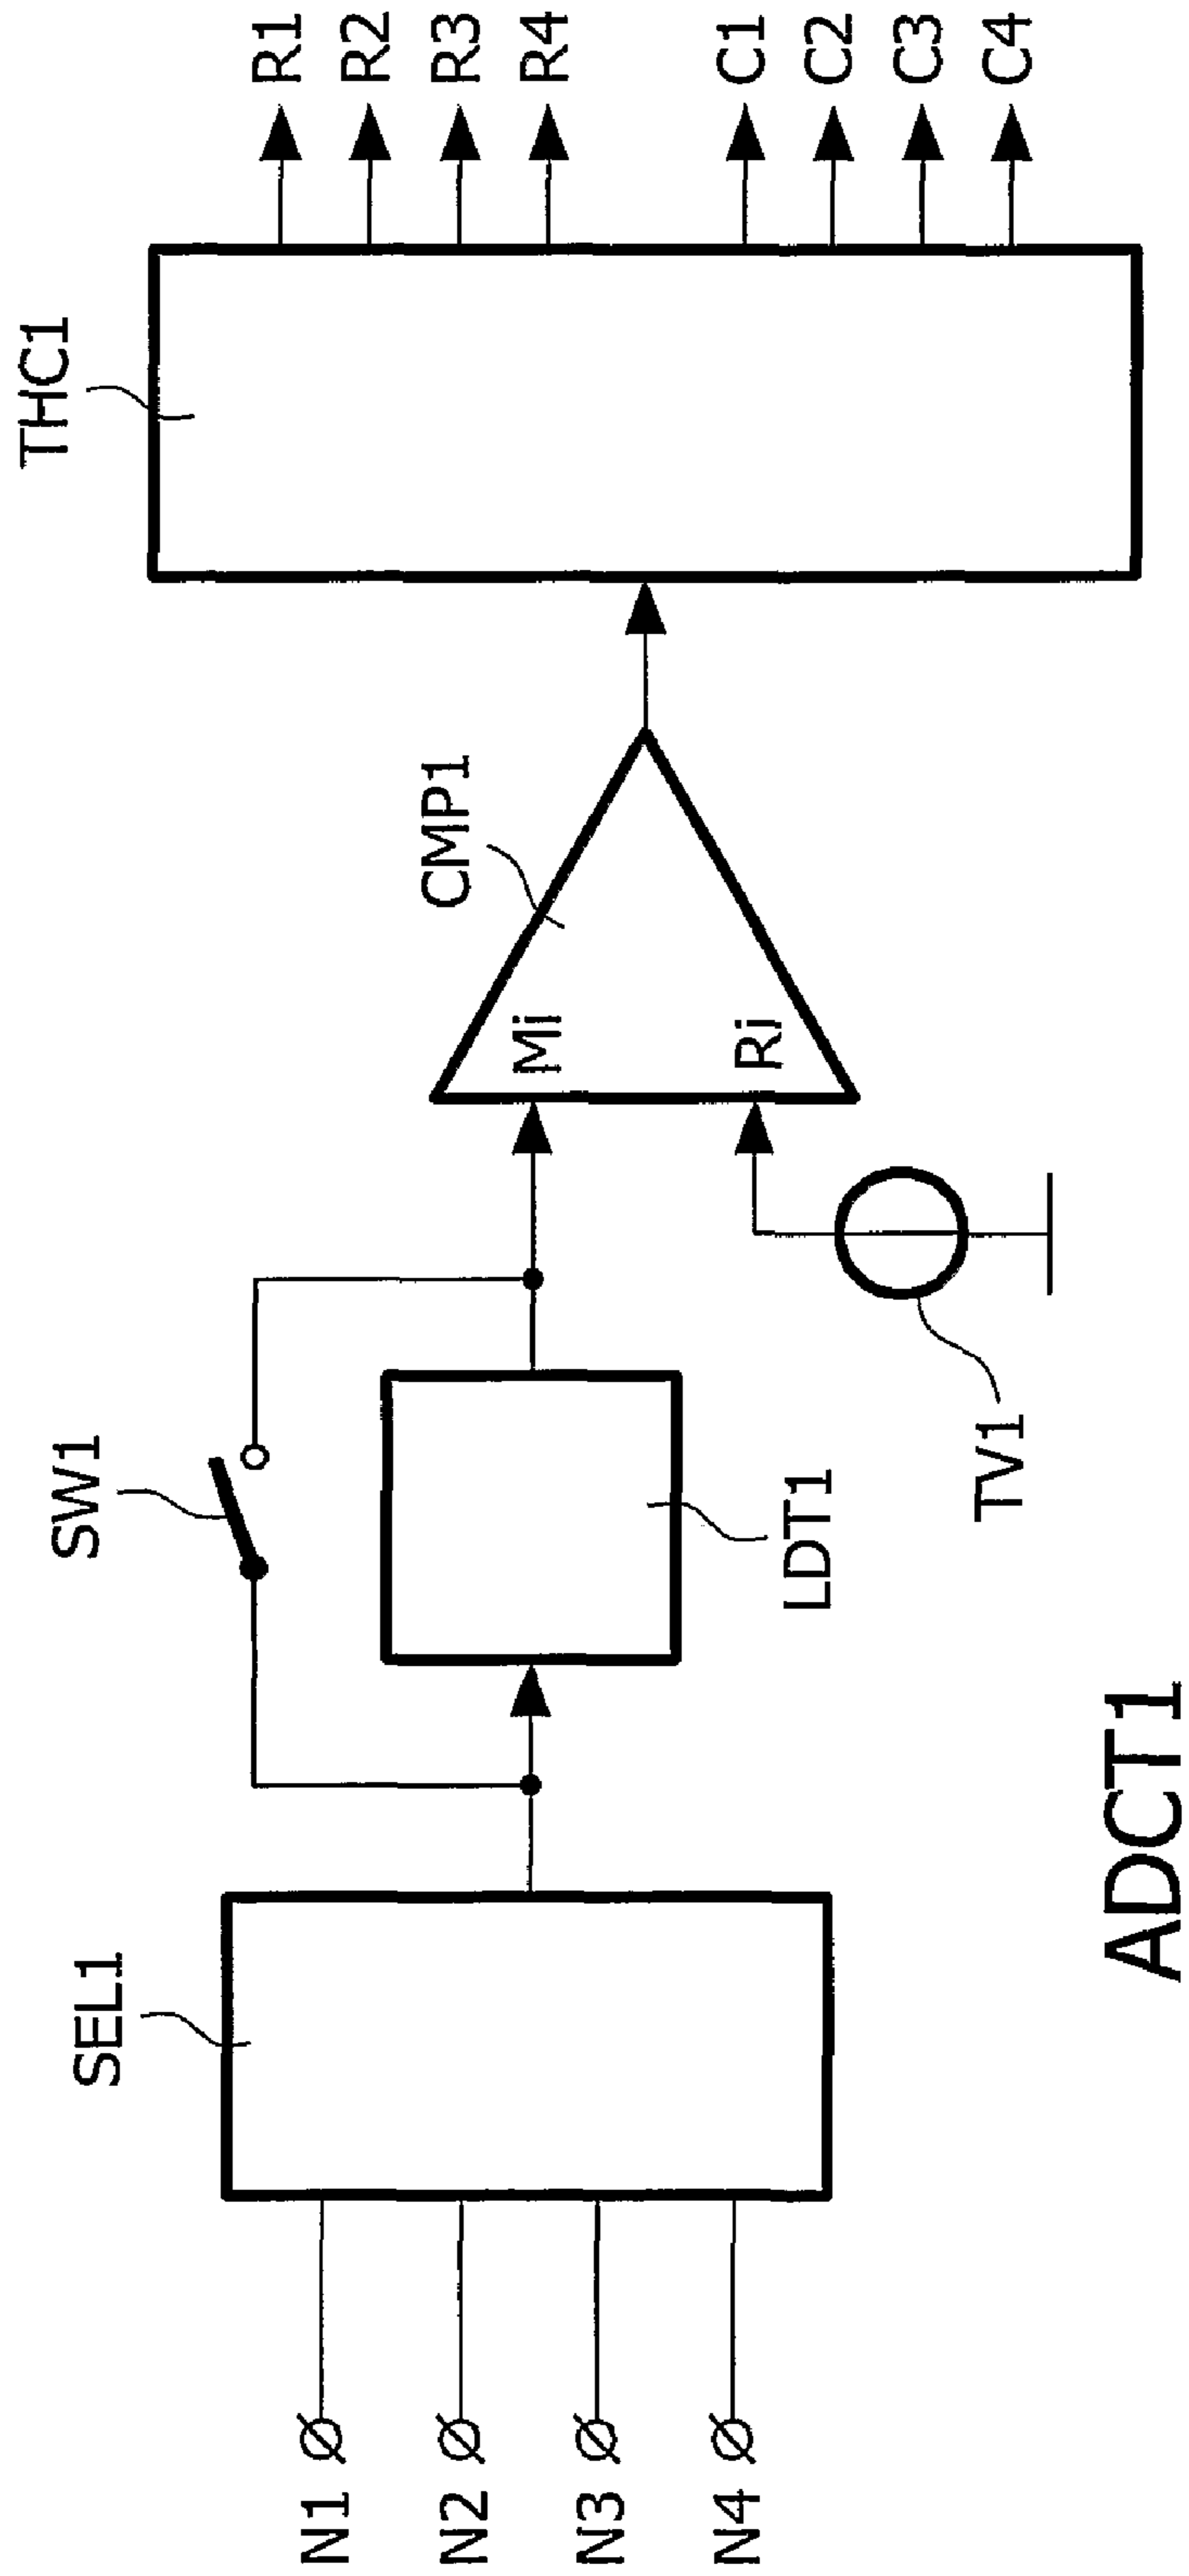 SEL1
SW1
THC1
N1
N2
N3
N4
LDT1
Mi
Ri
CMP1
TV1
R1
R2
R3
R4
C1
C2
C3
C4
ADCT1